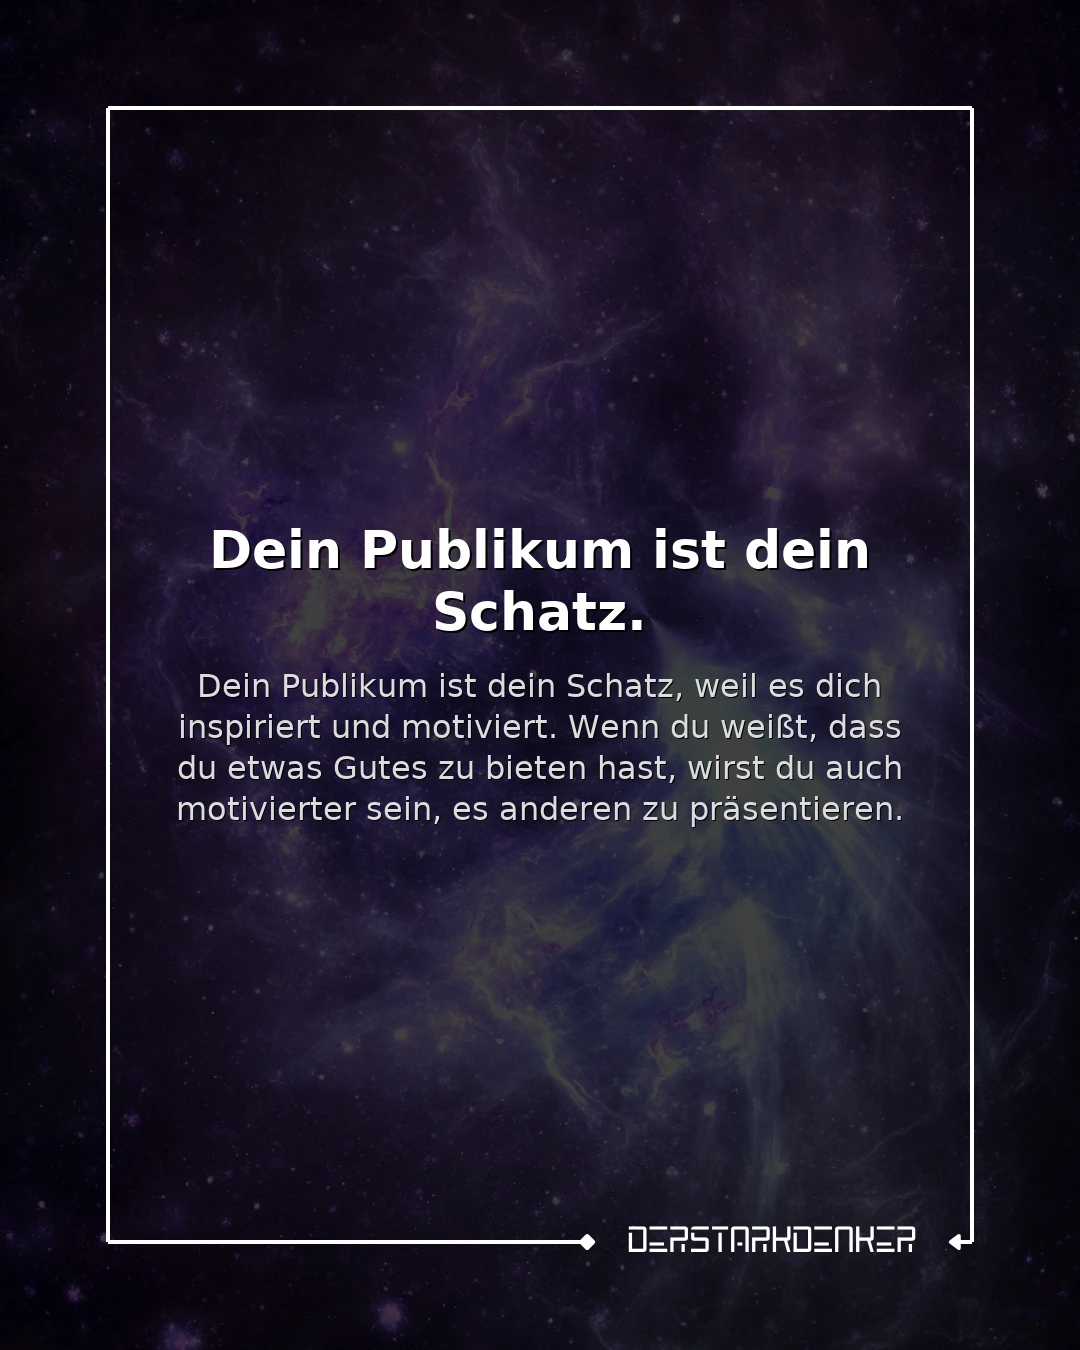 Dein Publikum ist dein
Schatz.
Dein Publikum ist dein Schatz, weil es dich
inspiriert und motiviert. Wenn du weißt, dass
du etwas Gutes zu bieten hast, wirst du auch
motivierter sein, es anderen zu präsentieren.
DERSTARKDENKER